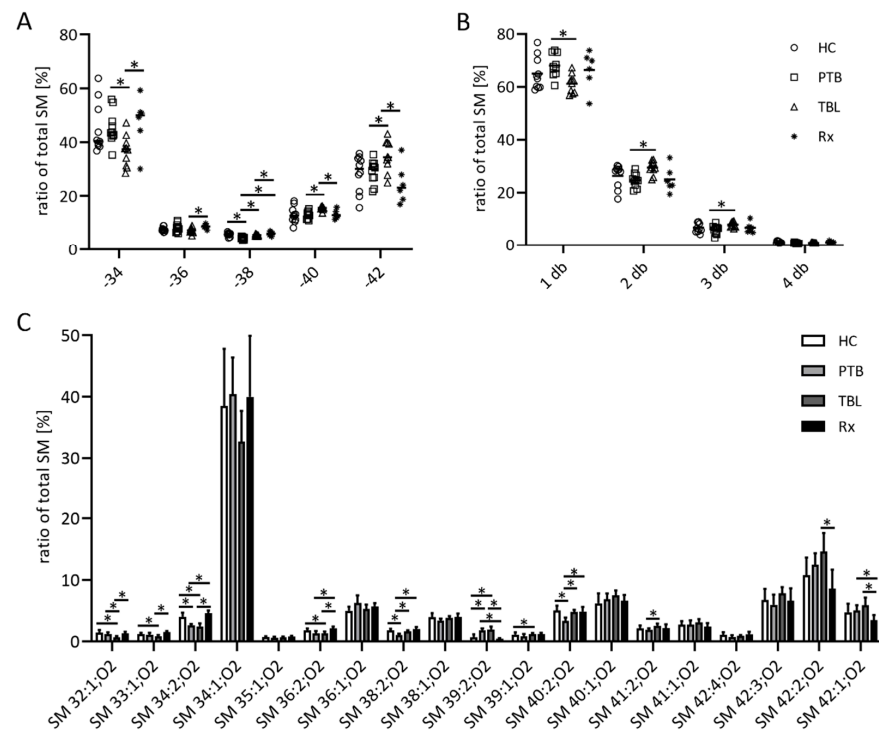 A
ratio of total SM [%]
80
60
40
20
0
* * * * * * * * * * *
-34 -36 -38 -40 -42
B
ratio of total SM [%]
80
60
40
20
0
* * *
1 db 2 db 3 db 4 db
HC
PTB
TBL
Rx
C
ratio of total SM [%]
50
40
30
20
10
0
HC
PTB
TBL
Rx
SM 32:1;O2
SM 33:1;O2
SM 34:2;O2
SM 34:1;O2
SM 35:1;O2
SM 36:2;O2
SM 36:1;O2
SM 38:2;O2
SM 38:1;O2
SM 39:2;O2
SM 39:1;O2
SM 40:2;O2
SM 40:1;O2
SM 41:2;O2
SM 41:1;O2
SM 42:4;O2
SM 42:3;O2
SM 42:2;O2
SM 42:1;O2